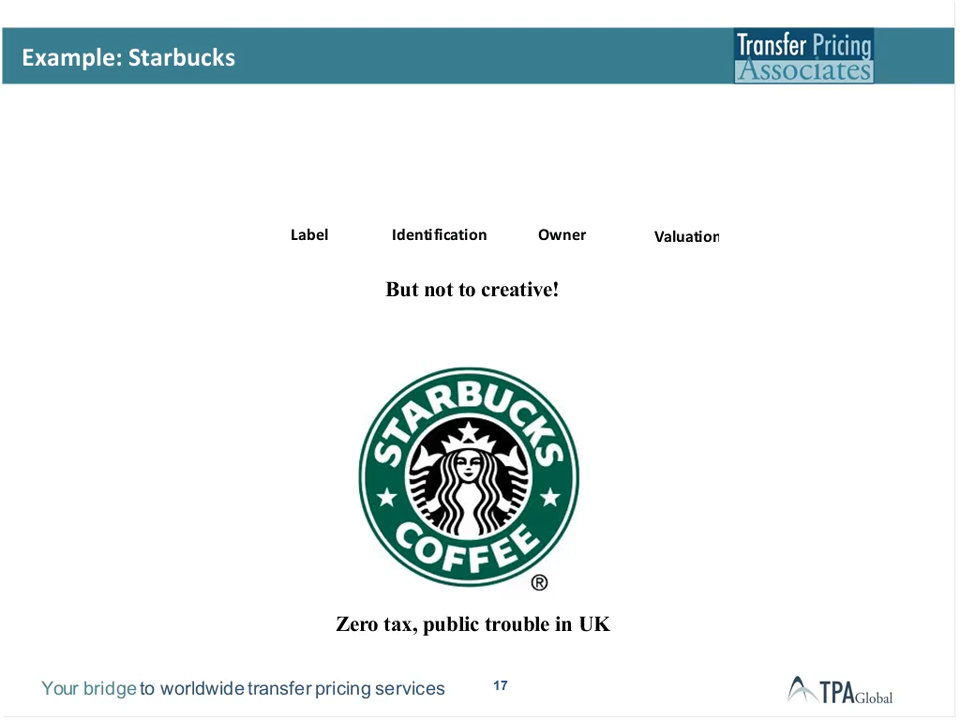 Example: Starbucks
Transfer Pricing
Associates
Label Identification Owner Valuation
But not to creative!
STARBUCKS
COFFEE
®
Zero tax, public trouble in UK
Your bridge to worldwide transfer pricing services
17
TPA Global